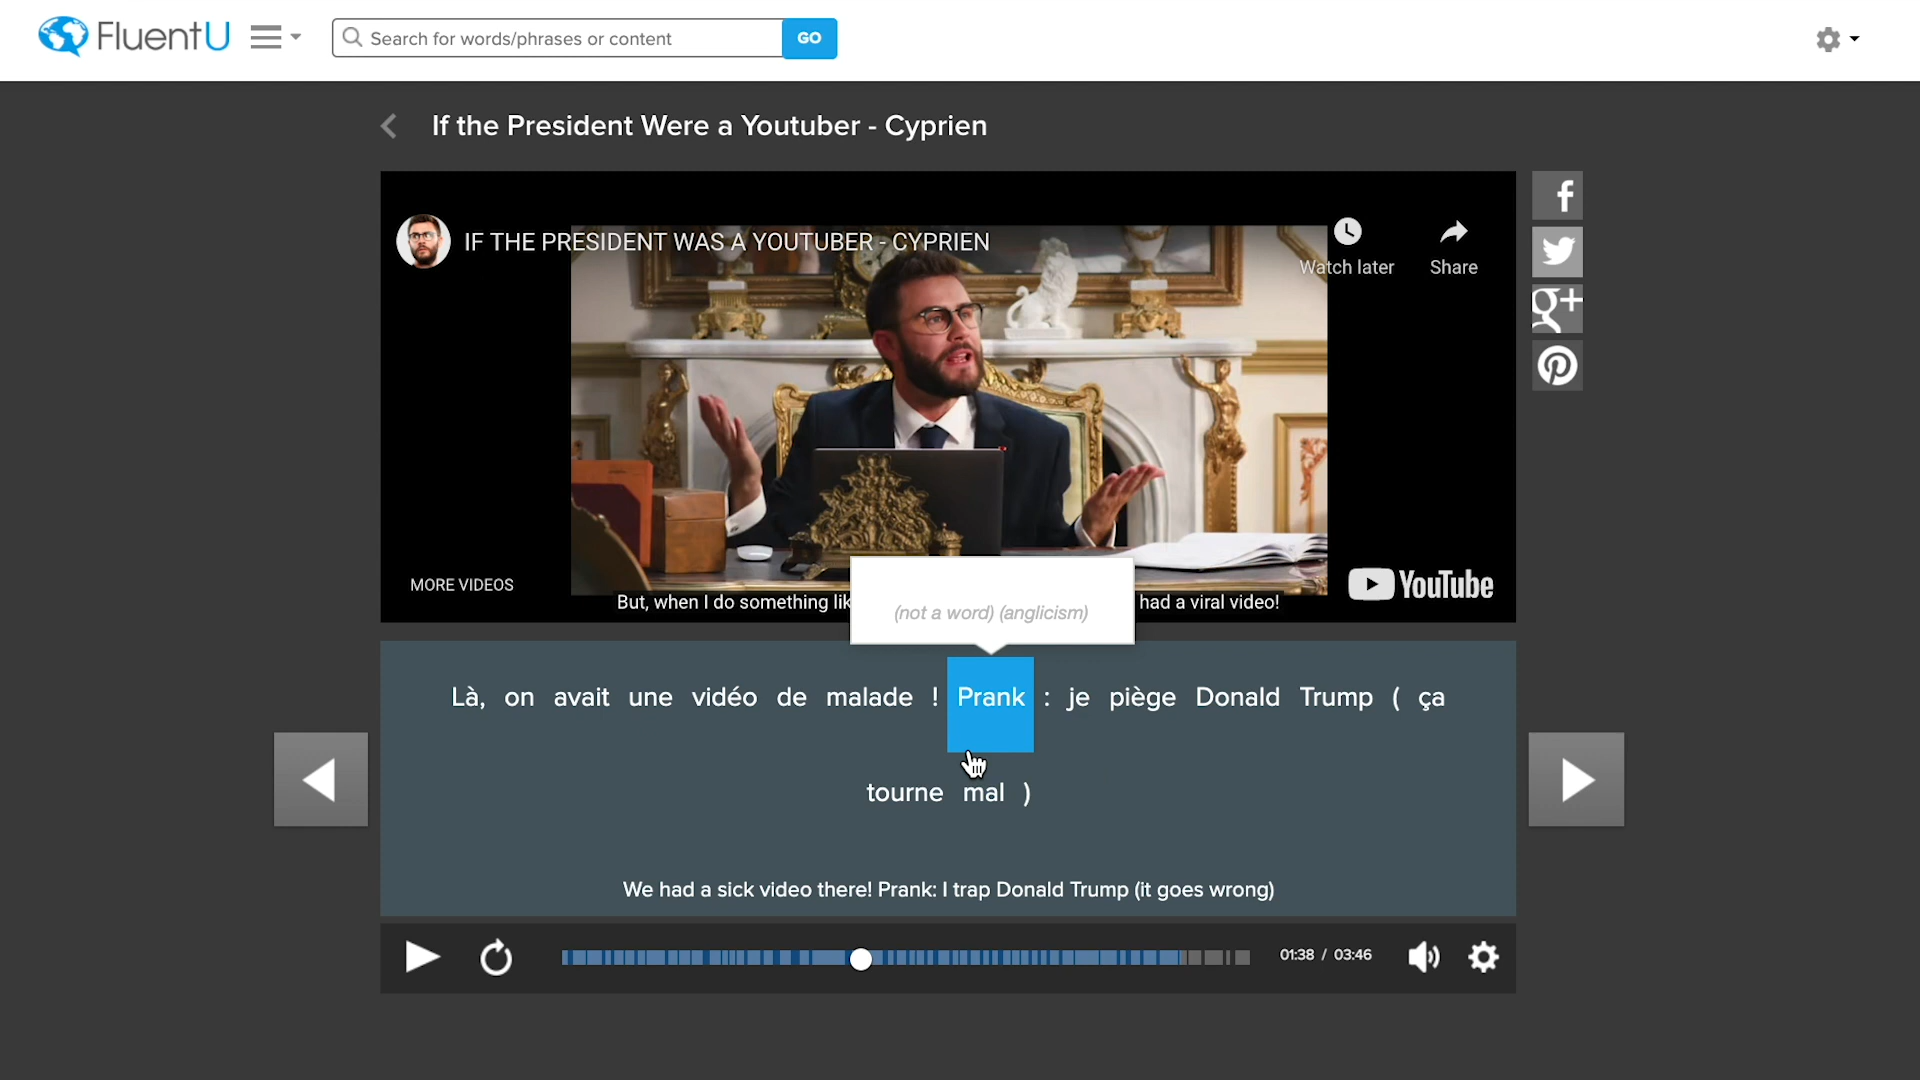 FluentU
Search for words/phrases or content
GO
If the President Were a Youtuber - Cyprien
IF THE PRESIDENT WAS A YOUTUBER - CYPRIEN
Watch later
Share
g+
MORE VIDEOS
YouTube
But, when I do something lik
had a viral video!
(not a word) (anglicism)
Là, on avait une vidéo de malade ! Prank : je piège Donald Trump ( ça
tourne mal )
We had a sick video there! Prank: I trap Donald Trump (it goes wrong)
01:38 / 03:46